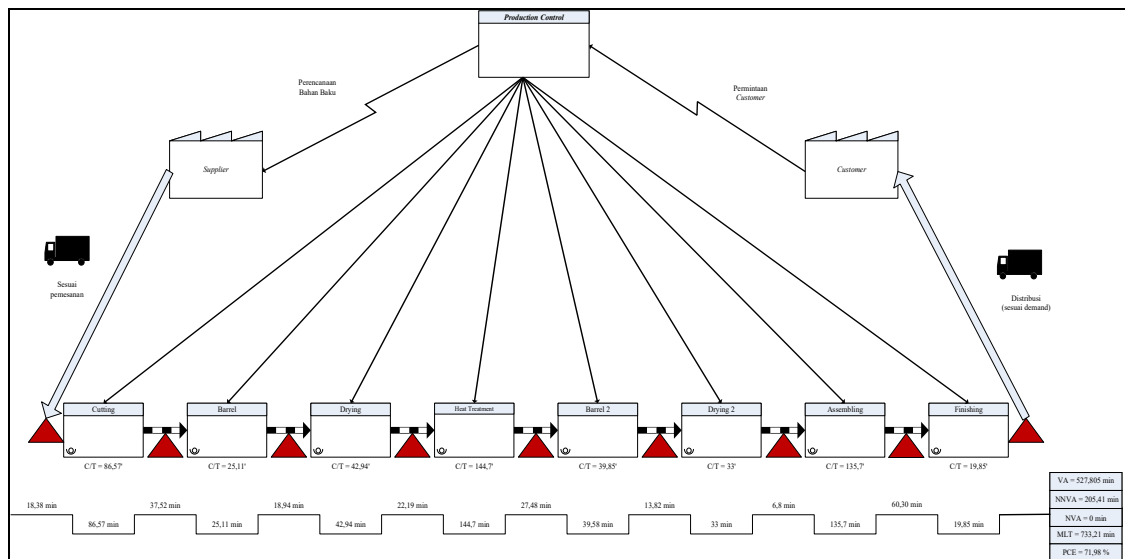 Production Control
Perencanaan
Bahan Baku
Permintaan
Customer
Supplier
Customer
Sesuai
pemesanan
Distribusi
(sesuai demand)
Cutting
Barrel
Drying
Heat Treatment
Barrel 2
Drying 2
Assembling
Finishing
C/T = 86,57'
C/T = 25,11'
C/T = 42,94'
C/T = 144,7'
C/T = 39,85'
C/T = 33'
C/T = 135,7'
C/T = 19,85'
18,38 min
37,52 min
18,94 min
22,19 min
27,48 min
13,82 min
6,8 min
60,30 min
86,57 min
25,11 min
42,94 min
144,7 min
39,58 min
33 min
135,7 min
19,85 min
VA = 527,805 min
NNVA = 205,41 min
NVA = 0 min
MLT = 733,21 min
PCE = 71,98 %